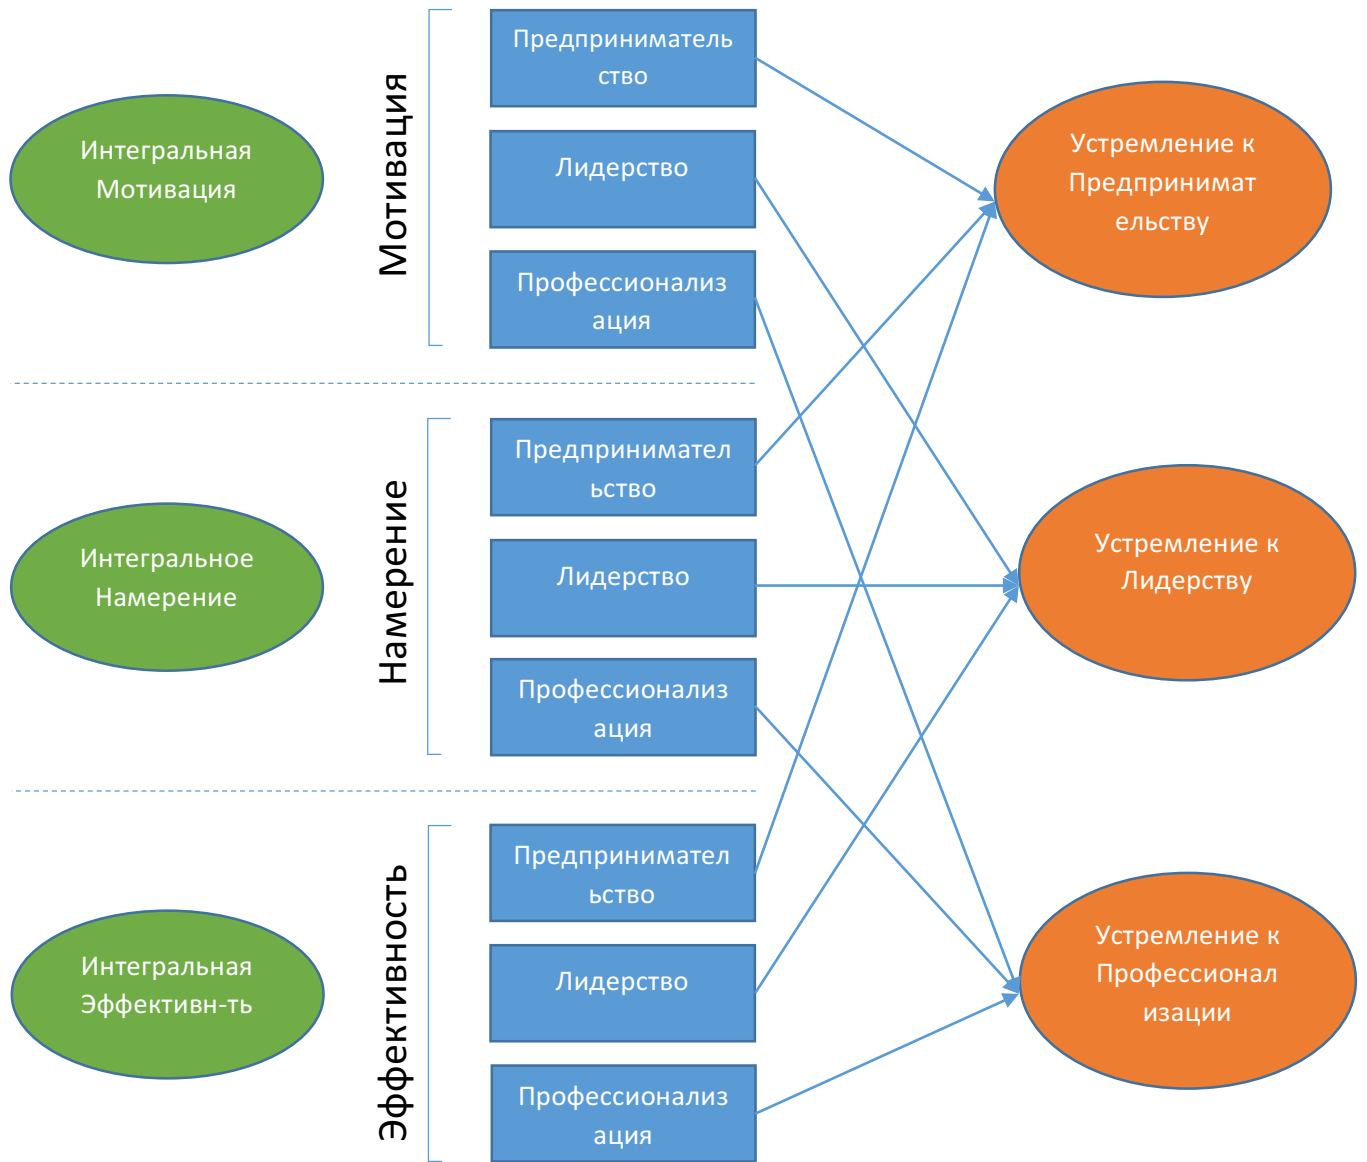 Интегральная
Мотивация
Мотивация
Предприниматель
ство
Лидерство
Профессионализ
ация
Устремление к
Предпринимат
ельству
Интегральное
Намерение
Намерение
Предпринимател
ьство
Лидерство
Профессионализ
ация
Устремление к
Лидерству
Интегральная
Эффективн-ть
Эффективность
Предпринимател
ьство
Лидерство
Профессионализ
ация
Устремление к
Профессионал
изации